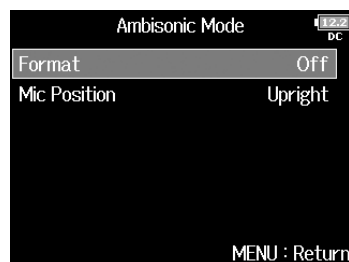 Ambisonic Mode
12.2
DC
Format Off
Mic Position Upright
MENU : Return